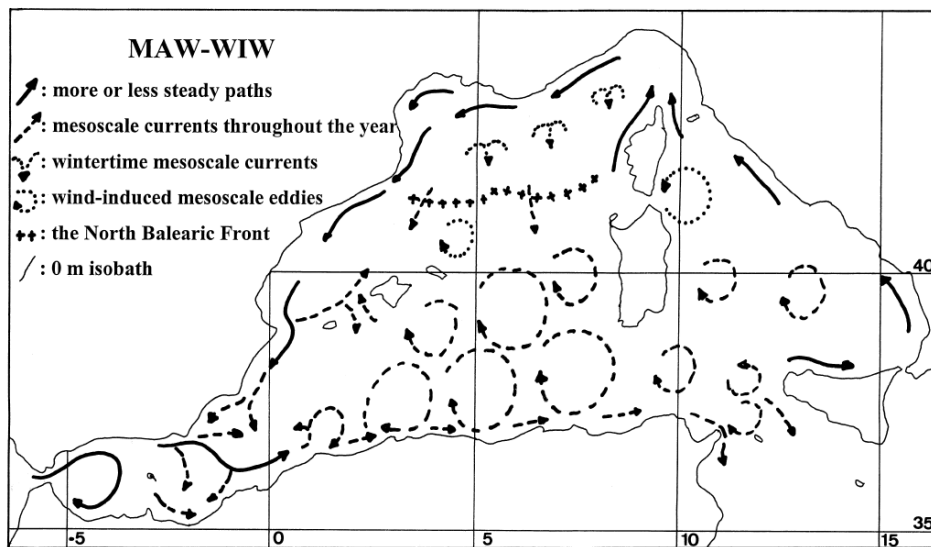 MAW-WIW
: more or less steady paths
: mesoscale currents throughout the year
: wintertime mesoscale currents
: wind-induced mesoscale eddies
: the North Balearic Front
: 0 m isobath
40
35
-5 0 5 10 15